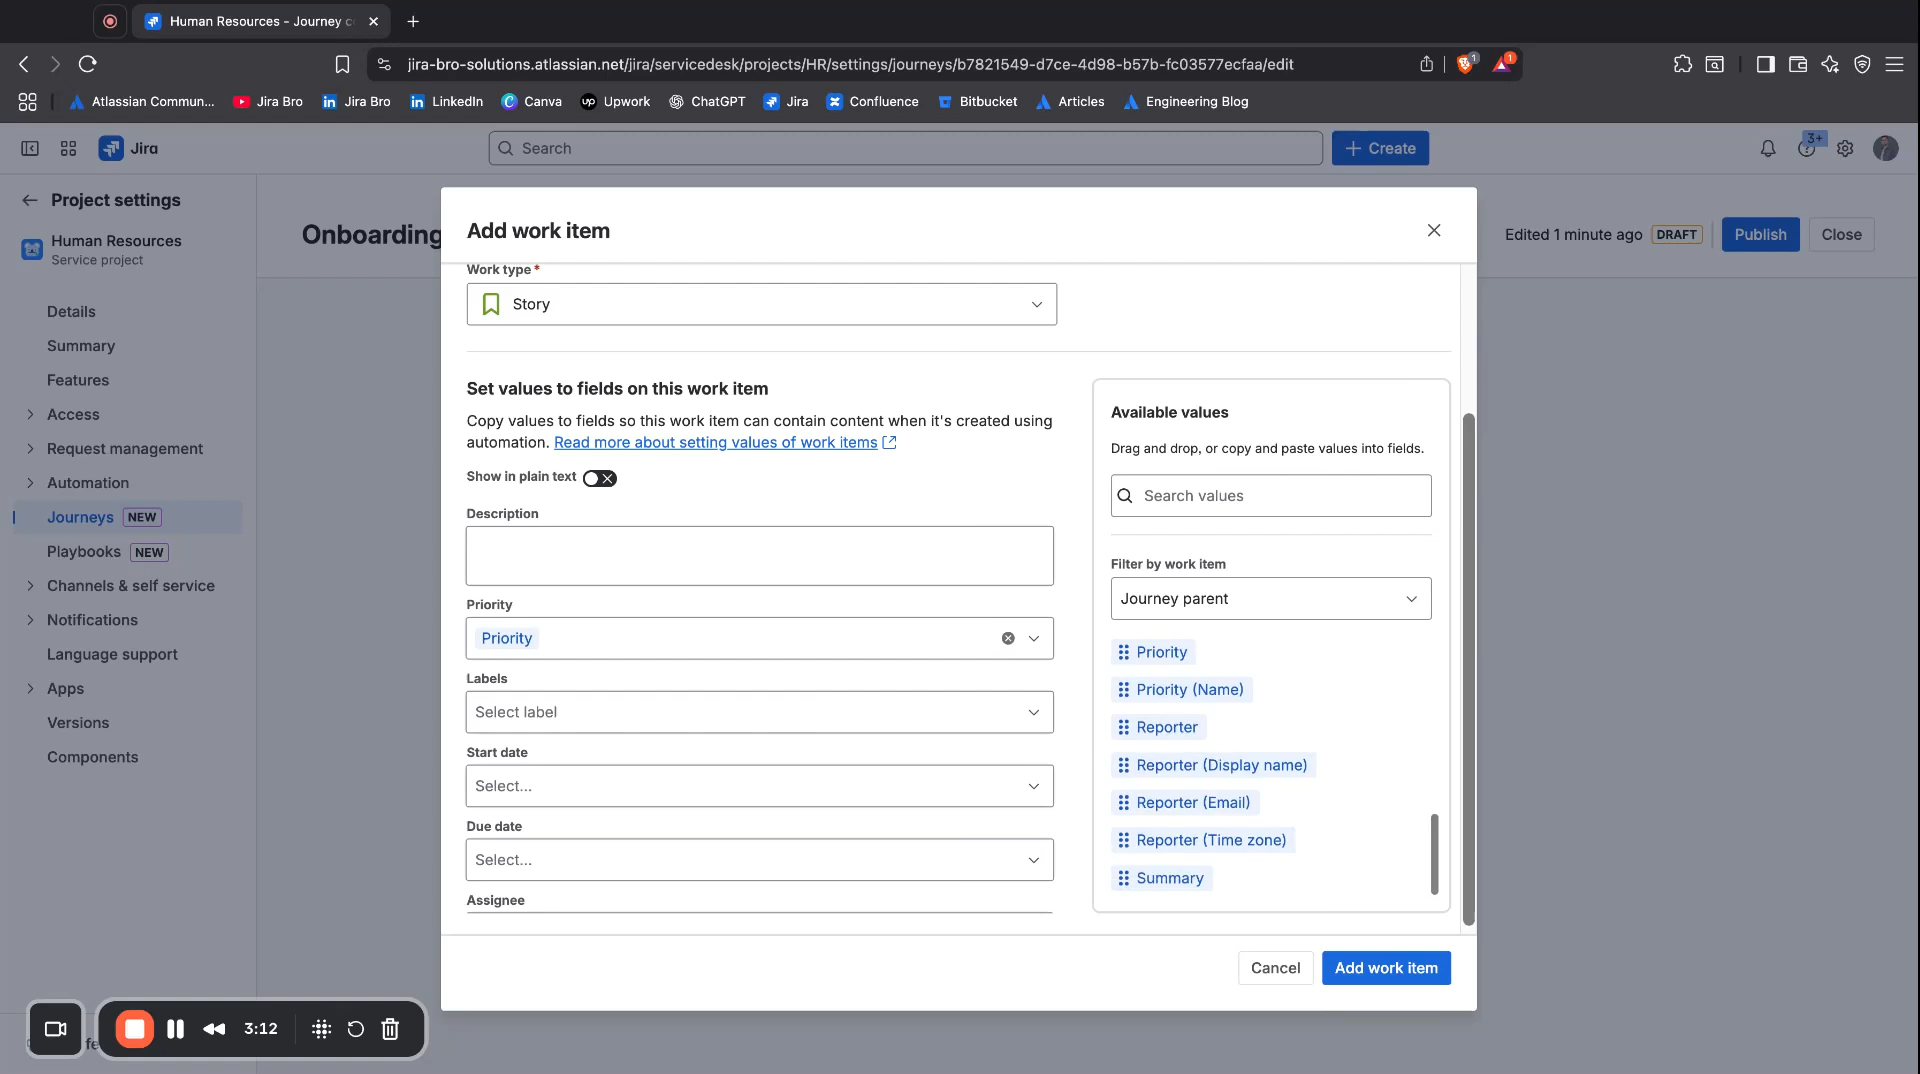 Human Resources - Journey c
jira-bro-solutions.atlassian.net/jira/servicedesk/projects/HR/settings/journeys/b7821549-d7ce-4d98-b57b-fc03577ecfaa/edit
1
1
Atlassian Commun...
Jira Bro
Jira Bro
LinkedIn
Canva
Upwork
ChatGPT
Jira
Confluence
Bitbucket
Articles
Engineering Blog
Jira
Search
Create
3+
Project settings
Human Resources
Service project
Details
Summary
Features
Access
Request management
Automation
Journeys NEW
Playbooks NEW
Channels & self service
Notifications
Language support
Apps
Versions
Components
Onboarding
Edited 1 minute ago DRAFT
Publish
Close
Add work item
Work type *
Story
Set values to fields on this work item
Copy values to fields so this work item can contain content when it's created using
automation. Read more about setting values of work items
Show in plain text
Description
Priority
Priority
Labels
Select label
Start date
Select...
Due date
Select...
Assignee
Available values
Drag and drop, or copy and paste values into fields.
Search values
Filter by work item
Journey parent
Priority
Priority (Name)
Reporter
Reporter (Display name)
Reporter (Email)
Reporter (Time zone)
Summary
Cancel
Add work item
3:12